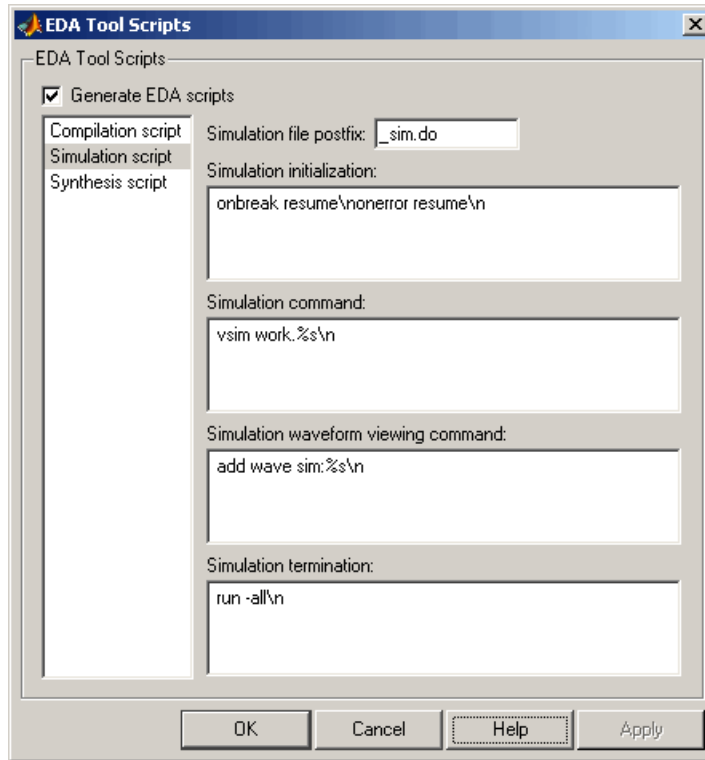 EDA Tool Scripts
EDA Tool Scripts
Generate EDA scripts
Compilation script
Simulation script
Synthesis script
Simulation file postfix: _sim.do
Simulation initialization:
onbreak resume\nonerror resume\n
Simulation command:
vsim work.%s\n
Simulation waveform viewing command:
add wave sim:%s\n
Simulation termination:
run -all\n
OK
Cancel
Help
Apply